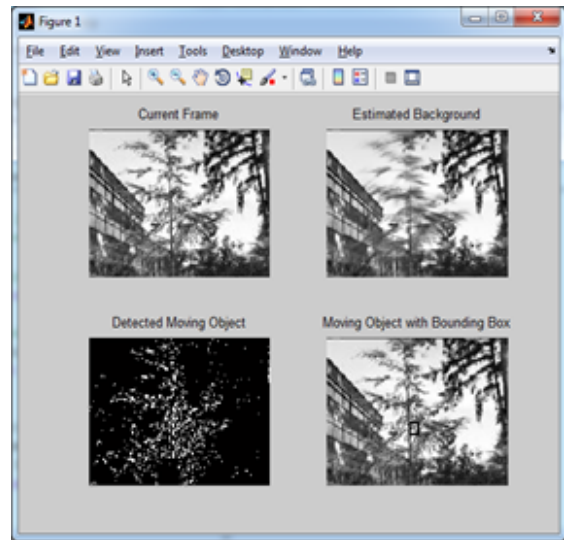 Figure 1
File Edit View Insert Tools Desktop Window Help
Current Frame
Estimated Background
Detected Moving Object
Moving Object with Bounding Box